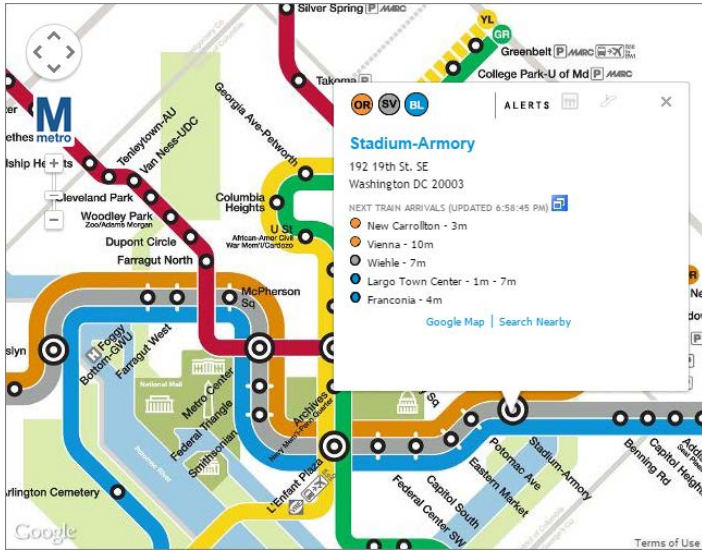 Silver Spring P MARC
YL
GR
Greenbelt P MARC
College Park-U of Md P MARC
Takoma P
Georgia Ave-Petworth
M
metro
Tenleytown-AU
Van Ness-UDC
Cleveland Park
Woodley Park
Zoo/Adams Morgan
Dupont Circle
Farragut North
Columbia
Heights
U St
African-Amer Civil
War Mem'l/Cardozo
OR SV BL
ALERTS
Stadium-Armory
192 19th St. SE
Washington DC 20003
NEXT TRAIN ARRIVALS (UPDATED 6:58:45 PM)
New Carrollton - 3m
Vienna - 10m
Wiehle - 7m
Largo Town Center - 1m - 7m
Franconia - 4m
Google Map | Search Nearby
McPherson
Sq
Foggy
Bottom-GWU
Farragut West
National Mall
Metro Center
Federal Triangle
Smithsonian
Archives
Navy Mem'l-Penn Quarter
L'Enfant Plaza
Potomac River
Arlington Cemetery
Federal Center SW
Capitol South
Eastern Market
Potomac Ave
Stadium-Armory
Benning Rd
Capitol Heights
Google
Terms of Use